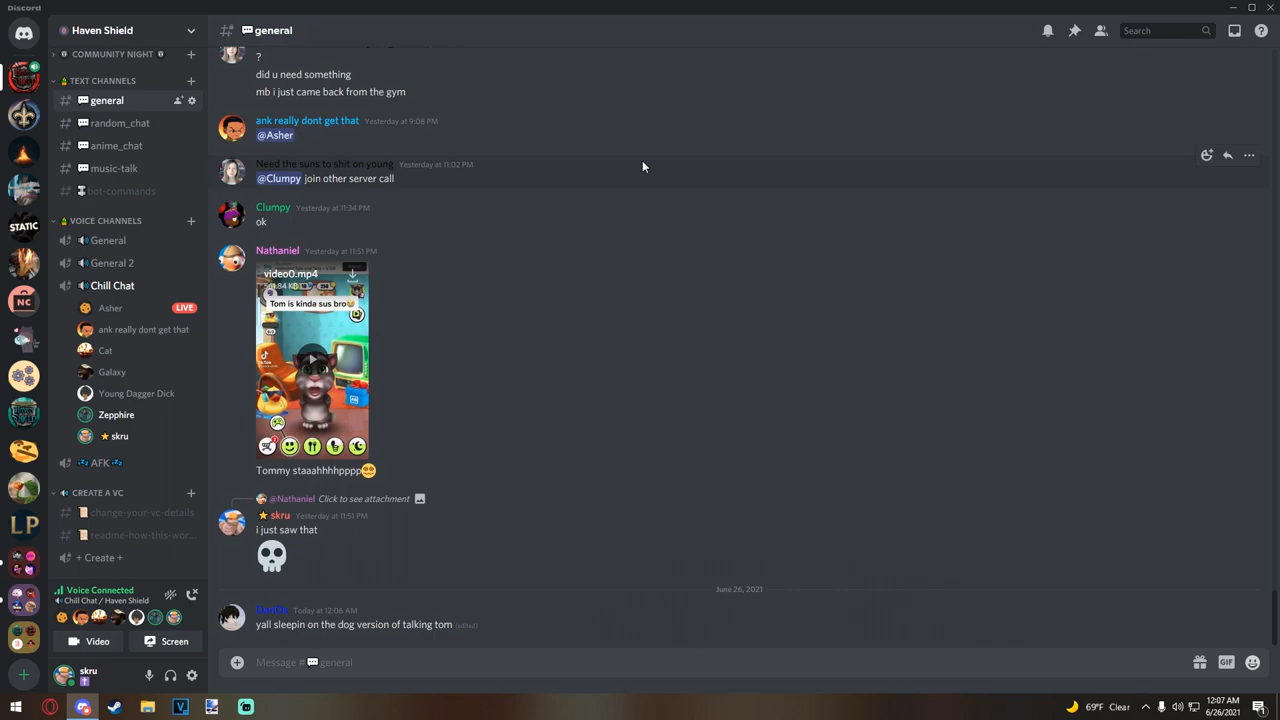 Discord
Haven Shield
general
Search
COMMUNITY NIGHT
TEXT CHANNELS
general
random_chat
anime_chat
music-talk
bot-commands
VOICE CHANNELS
General
General 2
Chill Chat
Asher
LIVE
ank really dont get that
Cat
Galaxy
Young Dagger Dick
Zepphire
skru
AFK
CREATE A VC
change-your-vc-details
readme-how-this-wor...
+ Create +
Voice Connected
Chill Chat / Haven Shield
Video
Screen
skru
STATIC
NC
LP
?
did u need something
mb i just came back from the gym
ank really dont get that Yesterday at 9:08 PM
@Asher
Need the suns to shit on young Yesterday at 11:02 PM
@Clumpy join other server call
Clumpy Yesterday at 11:34 PM
ok
Nathaniel Yesterday at 11:51 PM
video0.mp4
Tom is kinda sus bro
TikTok
Tommy staaahhhhpppp
@Nathaniel Click to see attachment
skru Yesterday at 11:51 PM
i just saw that
June 26, 2021
Today at 12:06 AM
yall sleepin on the dog version of talking tom (edited)
Message # general
GIF
69°F Clear
12:07 AM
6/26/2021